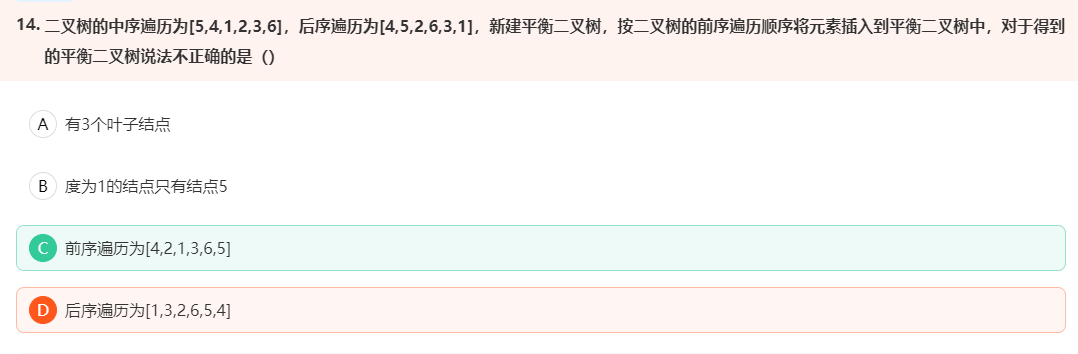 14. 二叉树的中序遍历为[5,4,1,2,3,6]，后序遍历为[4,5,2,6,3,1]，新建平衡二叉树，按二叉树的前序遍历顺序将元素插入到平衡二叉树中，对于得到
的平衡二叉树说法不正确的是（）
A 有3个叶子结点
B 度为1的结点只有结点5
C 前序遍历为[4,2,1,3,6,5]
D 后序遍历为[1,3,2,6,5,4]